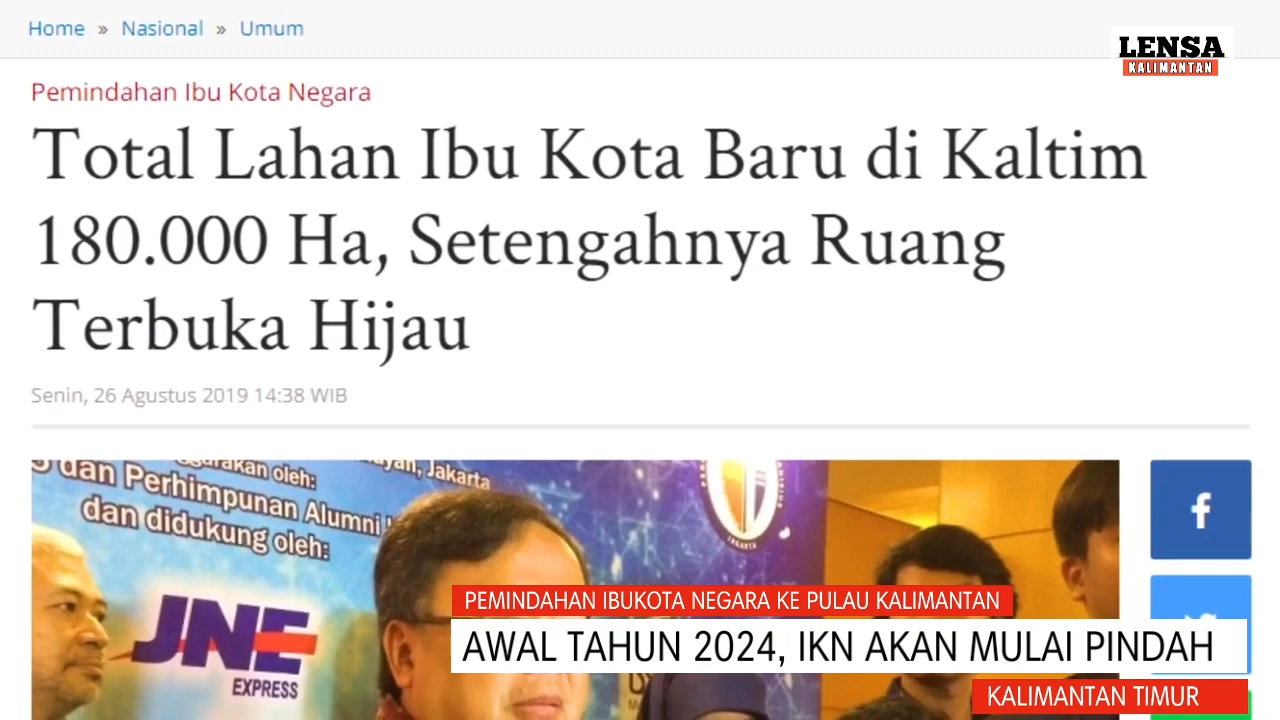 Home » Nasional » Umum
LENSA
KALIMANTAN
Pemindahan Ibu Kota Negara
Total Lahan Ibu Kota Baru di Kaltim
180.000 Ha, Setengahnya Ruang
Terbuka Hijau
Senin, 26 Agustus 2019 14:38 WIB
Jakarta
dan Perhimpunan Alumni
dan didukung oleh:
JAKARTA
JNE
EXPRESS
f
PEMINDAHAN IBUKOTA NEGARA KE PULAU KALIMANTAN
AWAL TAHUN 2024, IKN AKAN MULAI PINDAH
KALIMANTAN TIMUR